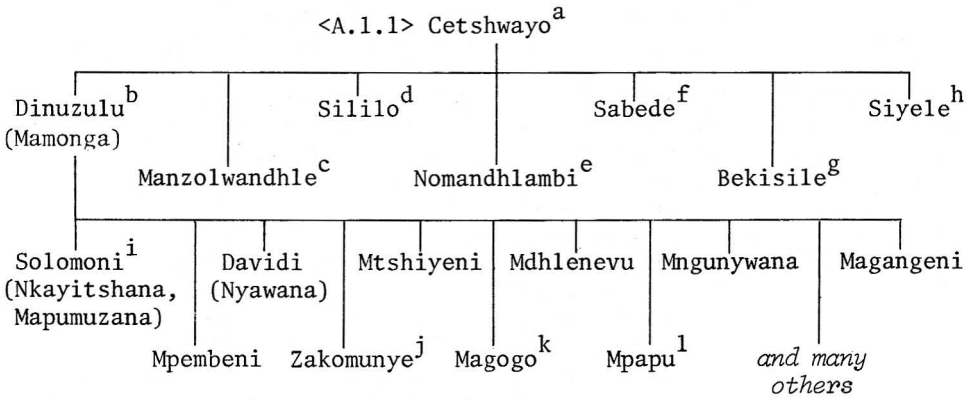 <A.1.1> Cetshwayo^a
Dinuzulu^b Sililo^d Sabede^f Siyele^h
(Mamonga)
Manzolwandhle^c Nomandhlambi^e Bekisile^g
Solomoni^i Davidi Mtshiyeni Mdhlenevu Mngunywana Magangeni
(Nkayitshana, (Nyawana)
Mapumuzana)
Mpembeni Zakomunye^j Magogo^k Mpapu^l and many
others